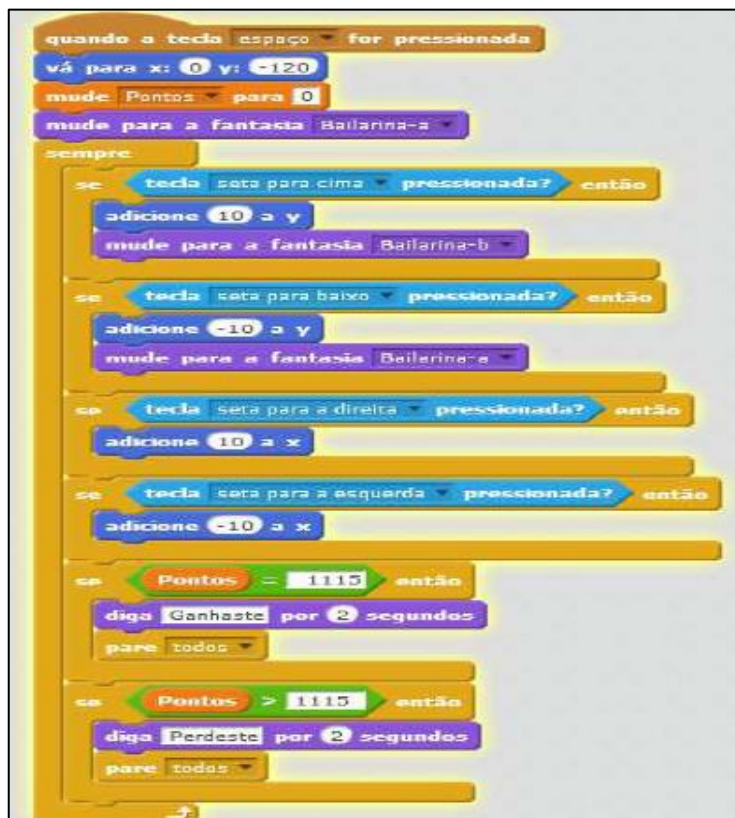 quando a tecla espaço for pressionada
vá para x: 0 y: -120
mude Pontos para 0
mude para a fantasia Bailarina-a
sempre
se tecla seta para cima pressionada? então
adicione 10 a y
mude para a fantasia Bailarina-b
se tecla seta para baixo pressionada? então
adicione -10 a y
mude para a fantasia Bailarina-a
se tecla seta para a direita pressionada? então
adicione 10 a x
se tecla seta para a esquerda pressionada? então
adicione -10 a x
se Pontos = 1115 então
diga Ganhaste por 2 segundos
pare todos
se Pontos > 1115 então
diga Perdeste por 2 segundos
pare todos